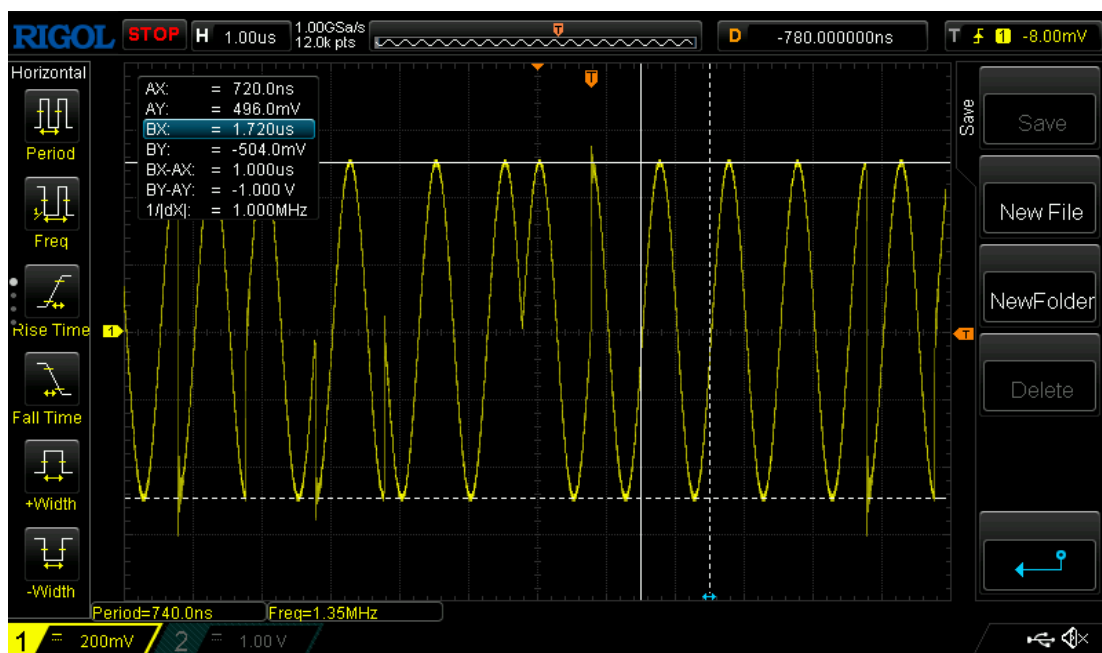 RIGOL STOP H 1.00us 1.00GSa/s 12.0k pts T D -780.000000ns T 1 -8.00mV
Horizontal
Period
Freq
Rise Time
Fall Time
+Width
-Width
AX: = 720.0ns
AY: = 496.0mV
BX: = 1.720us
BY: = -504.0mV
BX-AX: = 1.000us
BY-AY: = -1.000 V
1/|dX|: = 1.000MHz
T
1
T
Save
Save
New File
NewFolder
Delete
Period=740.0ns Freq=1.35MHz
1 = 200mV 2 = 1.00 V